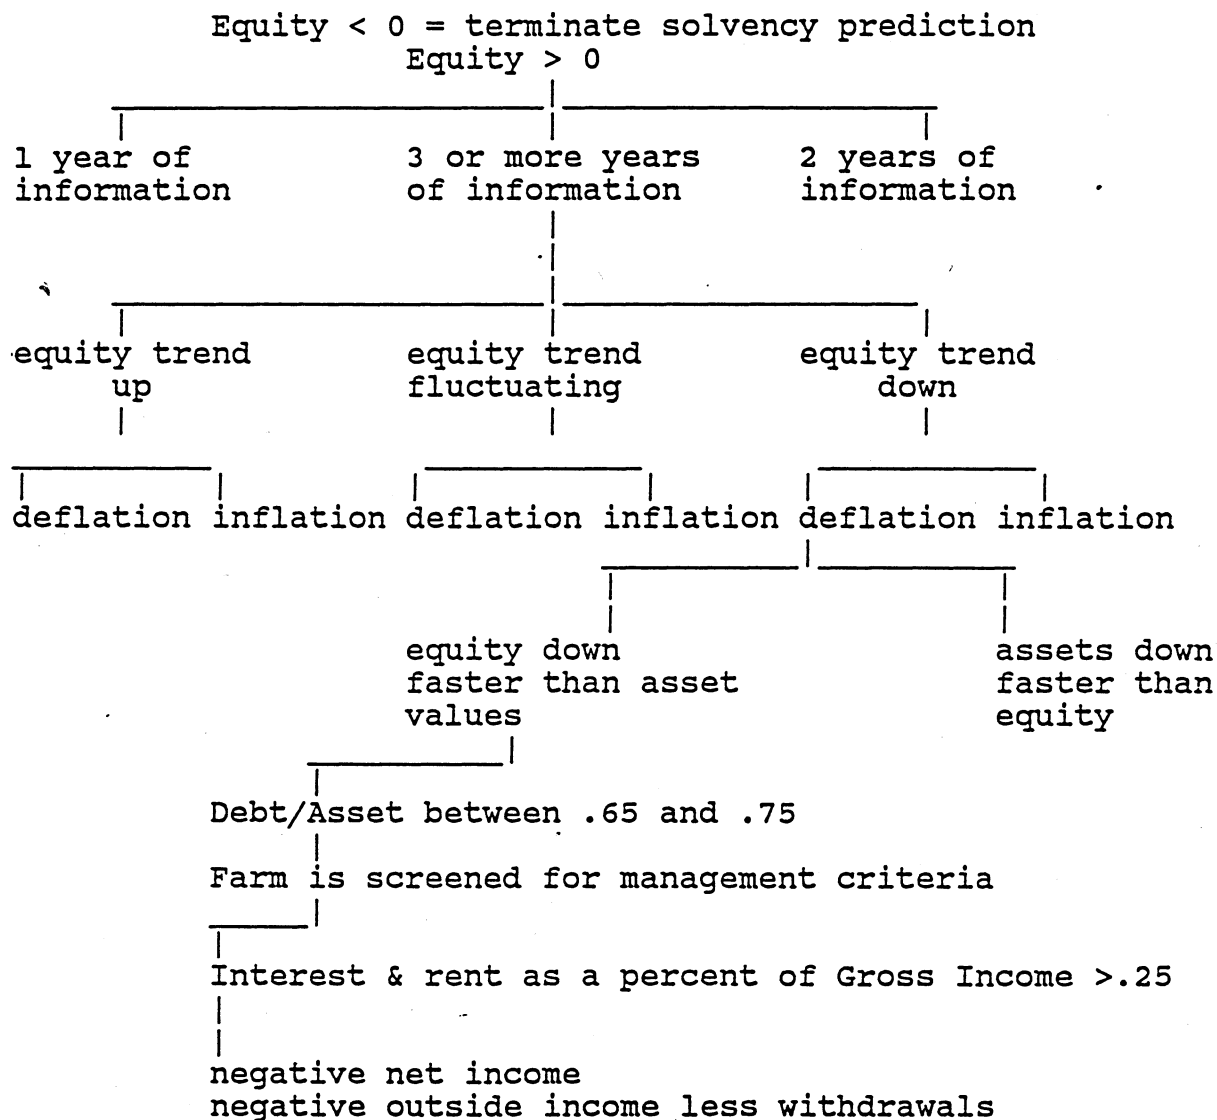 Equity < 0 = terminate solvency prediction
Equity > 0
1 year of information
3 or more years of information
2 years of information
equity trend up
equity trend fluctuating
equity trend down
deflation inflation deflation inflation deflation inflation
equity down
faster than asset
values
assets down
faster than
equity
Debt/Asset between .65 and .75
Farm is screened for management criteria
Interest & rent as a percent of Gross Income >.25
negative net income
negative outside income less withdrawals